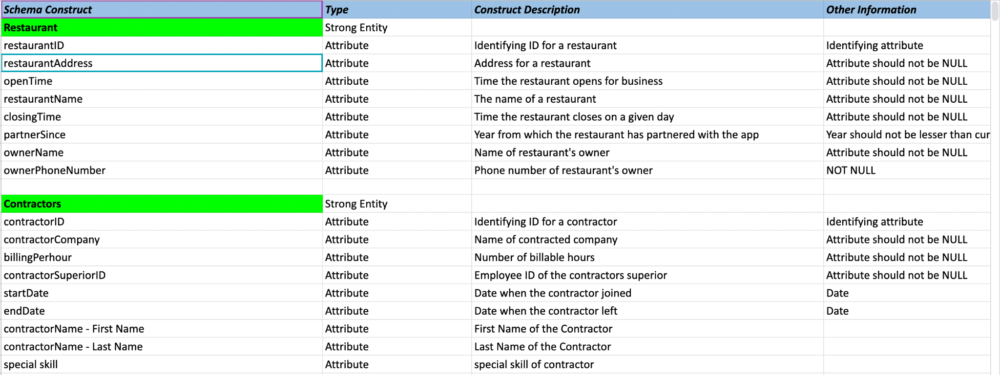 Schema Construct Type Construct Description Other Information
Restaurant Strong Entity
restaurantID Attribute Identifying ID for a restaurant Identifying attribute
restaurantAddress Attribute Address for a restaurant Attribute should not be NULL
openTime Attribute Time the restaurant opens for business Attribute should not be NULL
restaurantName Attribute The name of a restaurant Attribute should not be NULL
closingTime Attribute Time the restaurant closes on a given day Attribute should not be NULL
partnerSince Attribute Year from which the restaurant has partnered with the app Year should not be lesser than cur
ownerName Attribute Name of restaurant's owner Attribute should not be NULL
ownerPhoneNumber Attribute Phone number of restaurant's owner NOT NULL
Contractors Strong Entity
contractorID Attribute Identifying ID for a contractor Identifying attribute
contractorCompany Attribute Name of contracted company Attribute should not be NULL
billingPerhour Attribute Number of billable hours Attribute should not be NULL
contractorSuperiorID Attribute Employee ID of the contractors superior Attribute should not be NULL
startDate Attribute Date when the contractor joined Date
endDate Attribute Date when the contractor left Date
contractorName - First Name Attribute First Name of the Contractor
contractorName - Last Name Attribute Last Name of the Contractor
special skill Attribute special skill of contractor